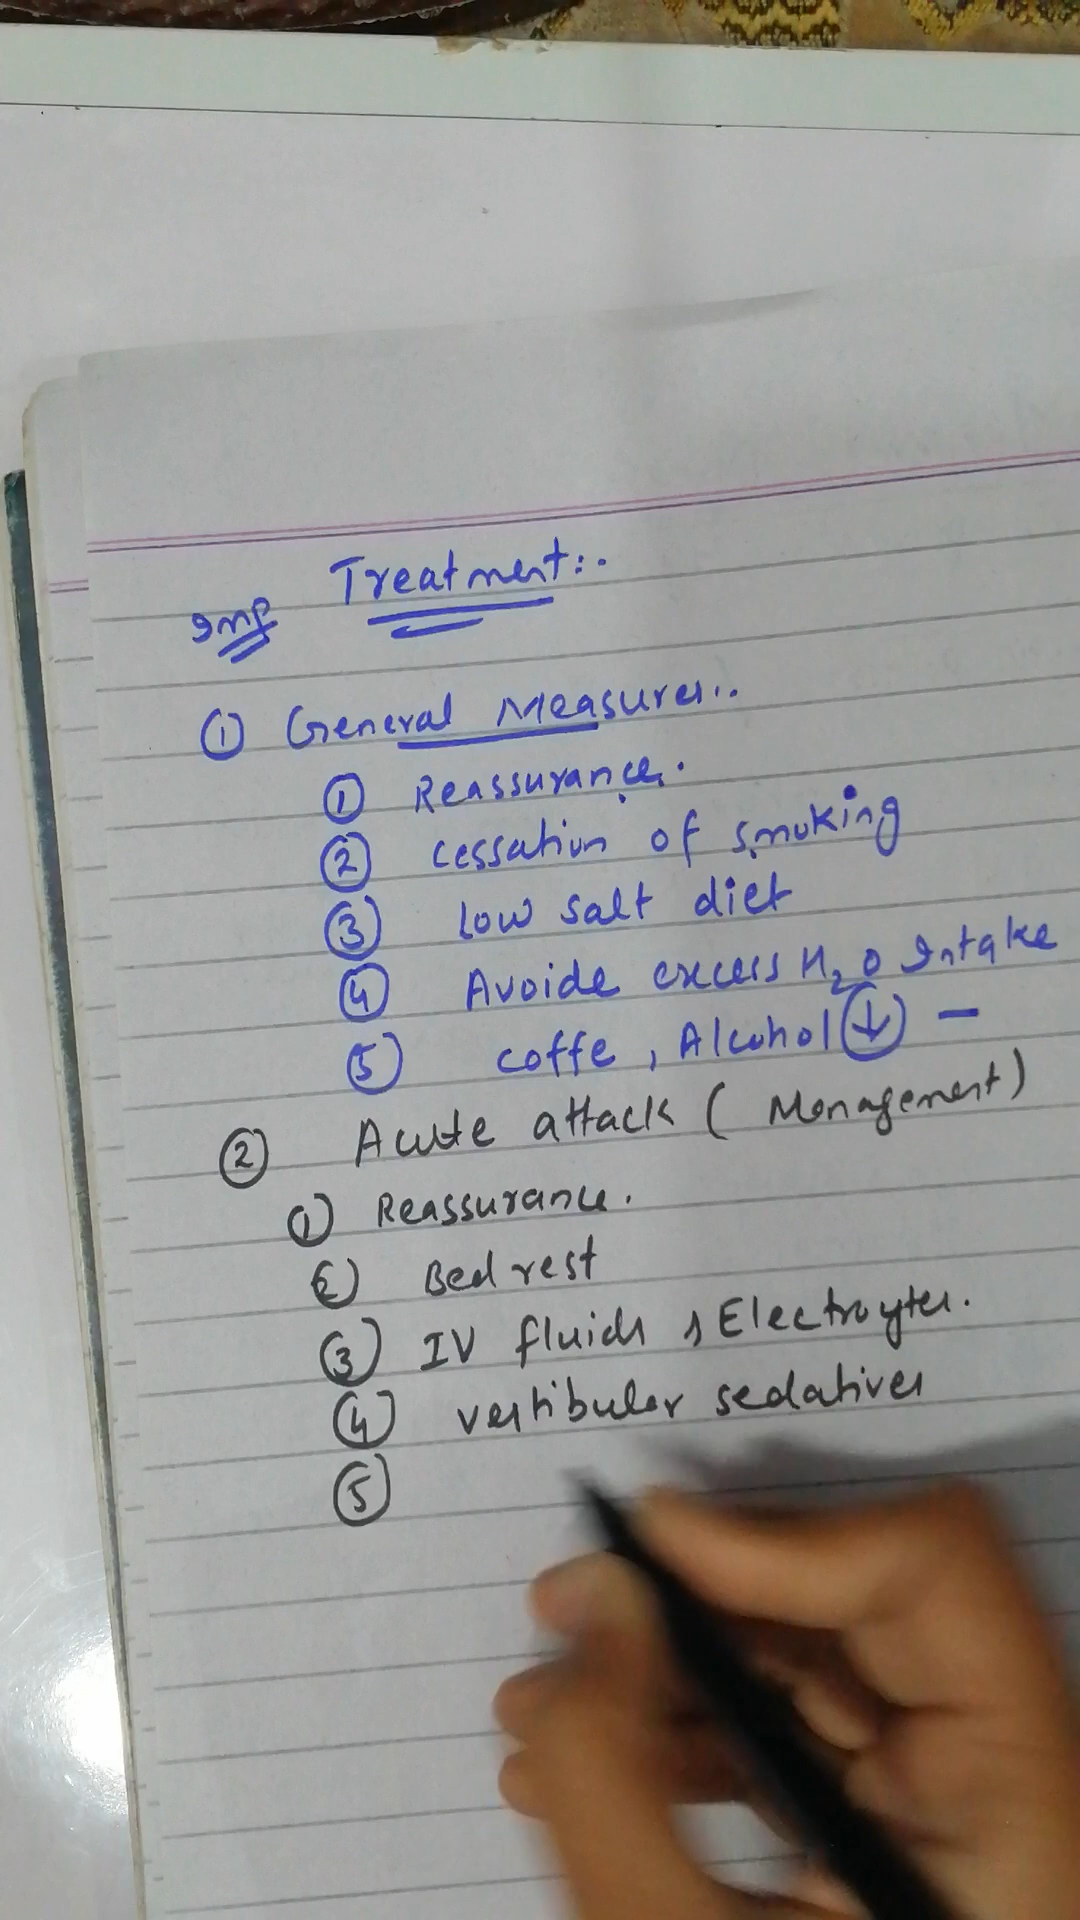 Treatment:.
Imp
① General Measures..
① Reassurance.
② cessation of smoking
③ low salt diet
④ Avoide excess H₂O Intake
⑤ coffe, Alcohol ↓ -
② Acute attack ( Management)
① Reassurance.
② Bed rest
③ IV fluids , Electroytes.
④ vestibular sedatives
⑤